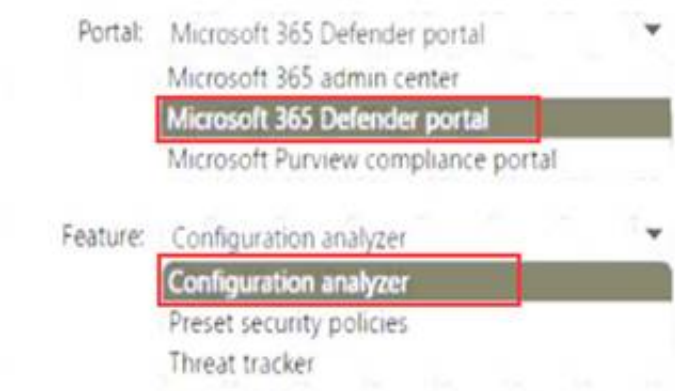 Portal: Microsoft 365 Defender portal
Microsoft 365 admin center
Microsoft 365 Defender portal
Microsoft Purview compliance portal
Feature: Configuration analyzer
Configuration analyzer
Preset security policies
Threat tracker